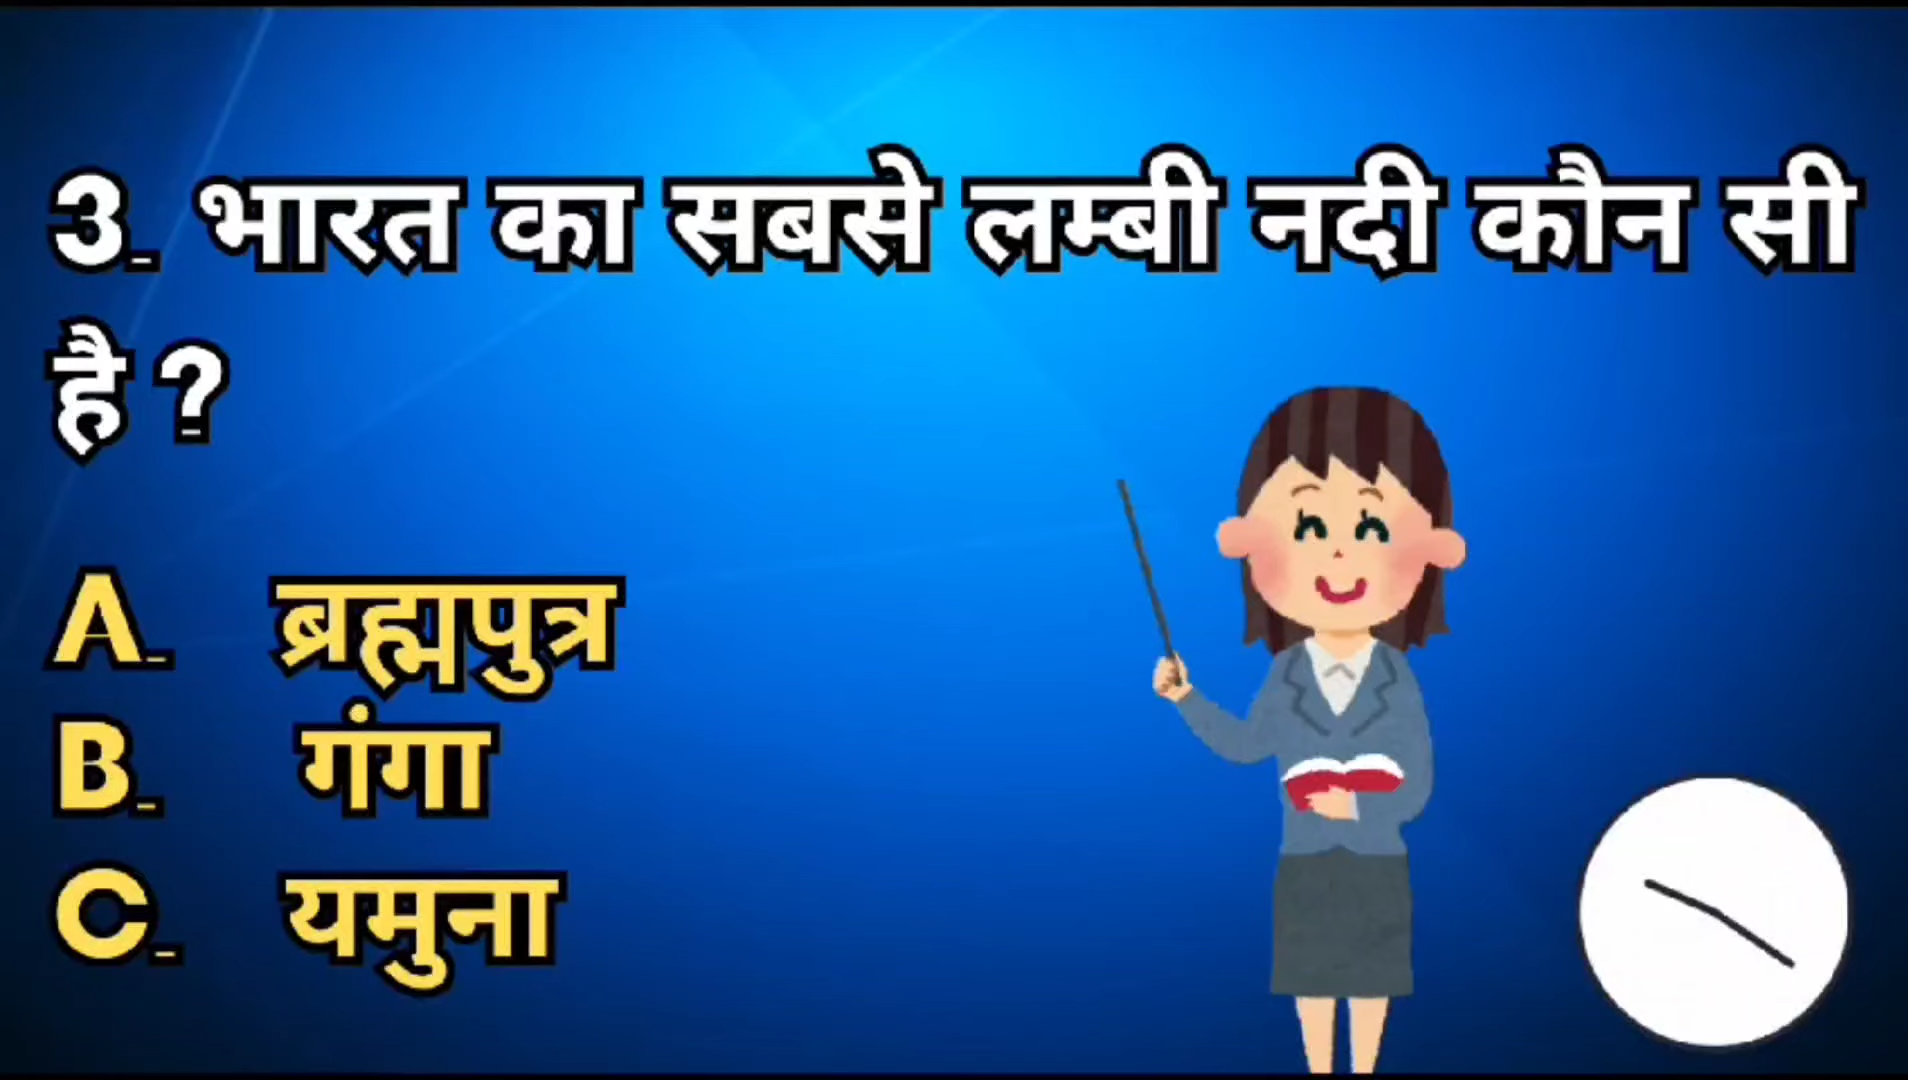 3. भारत का सबसे लम्बी नदी कौन सी
है ?
A. ब्रह्मपुत्र
B. गंगा
C. यमुना